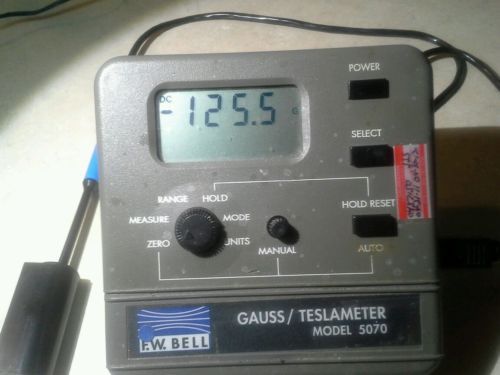 POWER
DC
-125.5 G
SELECT
RANGE HOLD
MEASURE MODE
HOLD RESET
ZERO UNITS
MANUAL
AUTO
GAUSS / TESLAMETER
MODEL 5070
F.W. BELL